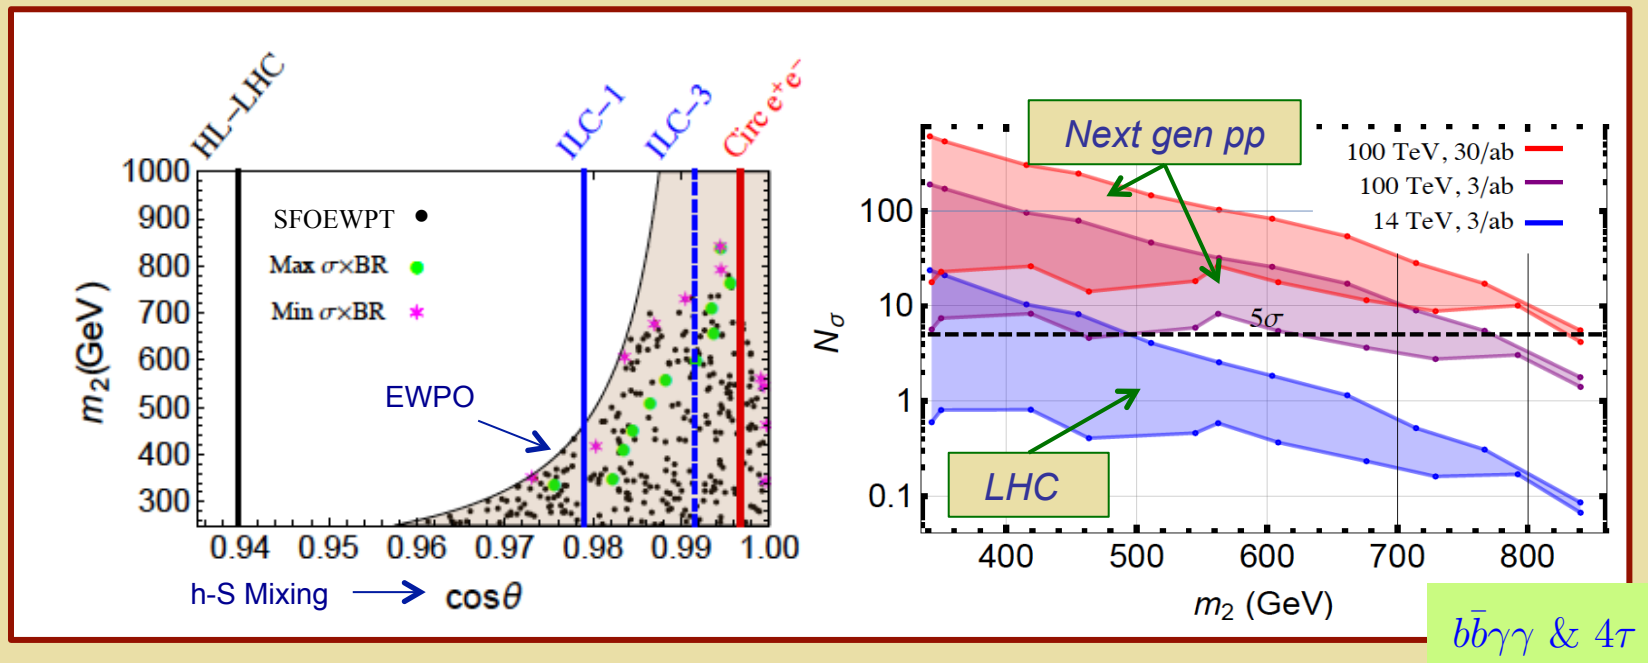 HL−LHC
ILC−1
ILC−3
Circ e⁺e⁻
1000
900
800
700
600
500
400
300
m₂(GeV)
SFOEWPT
Max σ×BR
Min σ×BR
EWPO
0.94 0.95 0.96 0.97 0.98 0.99 1.00
h-S Mixing
cosθ
Next gen pp
100 TeV, 30/ab
100 TeV, 3/ab
14 TeV, 3/ab
100
10
1
0.1
Nσ
5σ
LHC
400 500 600 700 800
m₂ (GeV)
bb̄γγ & 4τ